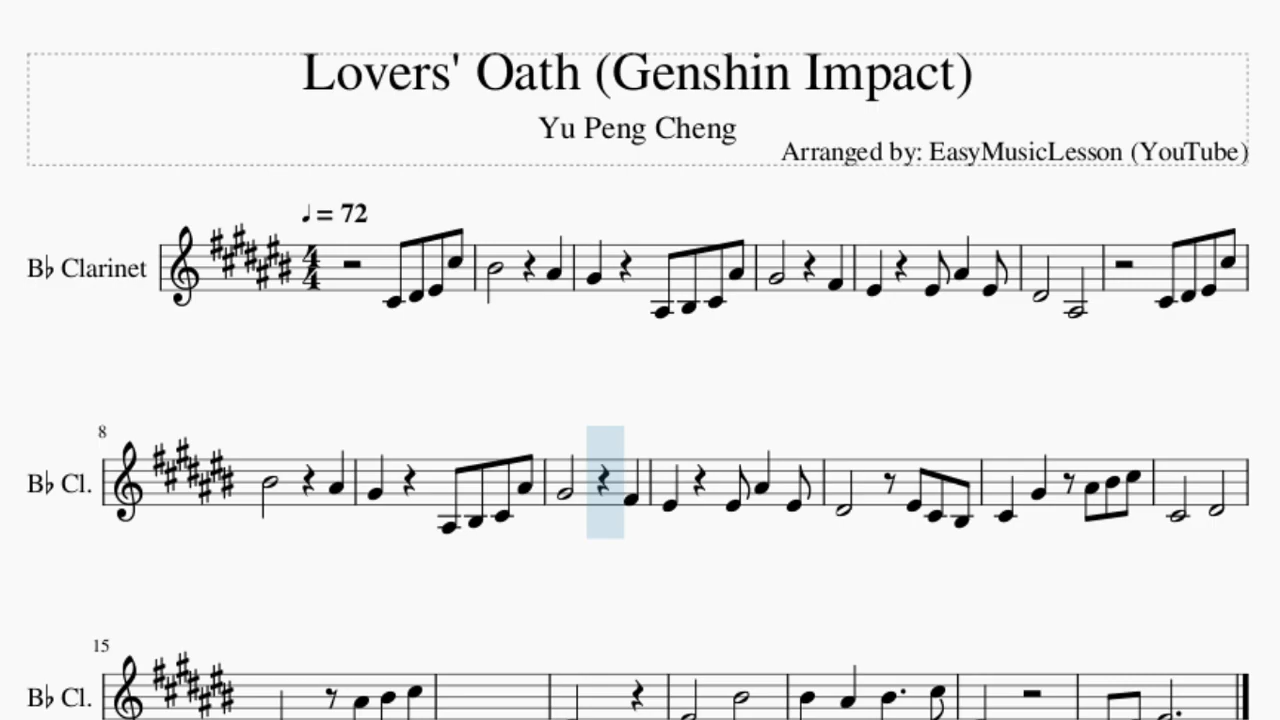 Lovers' Oath (Genshin Impact)
Yu Peng Cheng
Arranged by: EasyMusicLesson (YouTube)
♩ = 72
B♭ Clarinet
4
4
8
B♭ Cl.
15
B♭ Cl.